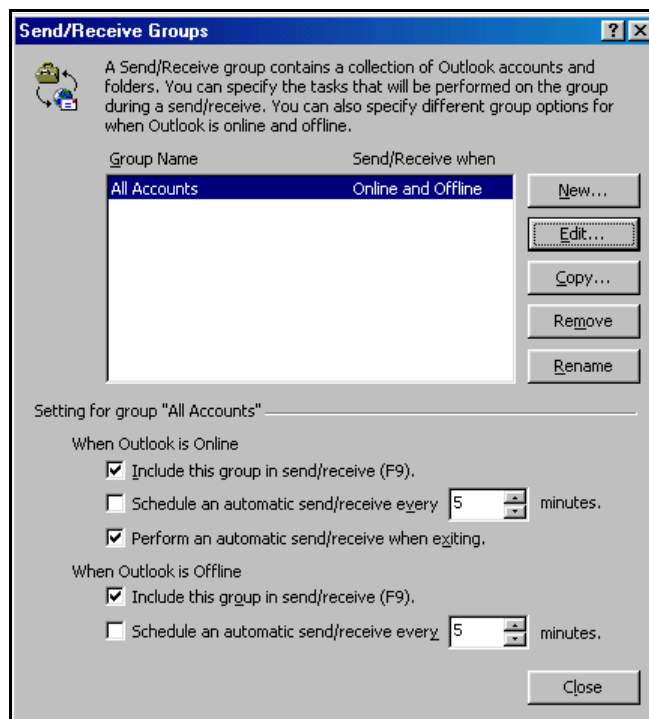 Send/Receive Groups
A Send/Receive group contains a collection of Outlook accounts and
folders. You can specify the tasks that will be performed on the group
during a send/receive. You can also specify different group options for
when Outlook is online and offline.
Group Name Send/Receive when
All Accounts Online and Offline
New...
Edit...
Copy...
Remove
Rename
Setting for group "All Accounts"
When Outlook is Online
Include this group in send/receive (F9).
Schedule an automatic send/receive every 5 minutes.
Perform an automatic send/receive when exiting.
When Outlook is Offline
Include this group in send/receive (F9).
Schedule an automatic send/receive every 5 minutes.
Close